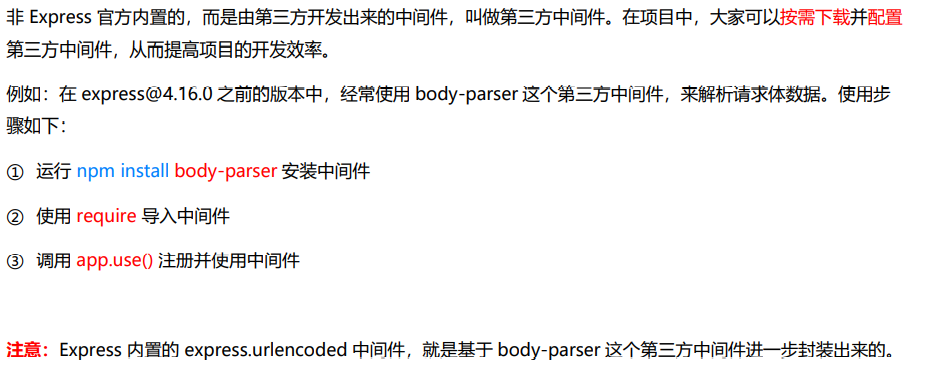 非 Express 官方内置的，而是由第三方开发出来的中间件，叫做第三方中间件。在项目中，大家可以按需下载并配置
第三方中间件，从而提高项目的开发效率。
例如：在 express@4.16.0 之前的版本中，经常使用 body-parser 这个第三方中间件，来解析请求体数据。使用步
骤如下：
① 运行 npm install body-parser 安装中间件
② 使用 require 导入中间件
③ 调用 app.use() 注册并使用中间件
注意：Express 内置的 express.urlencoded 中间件，就是基于 body-parser 这个第三方中间件进一步封装出来的。